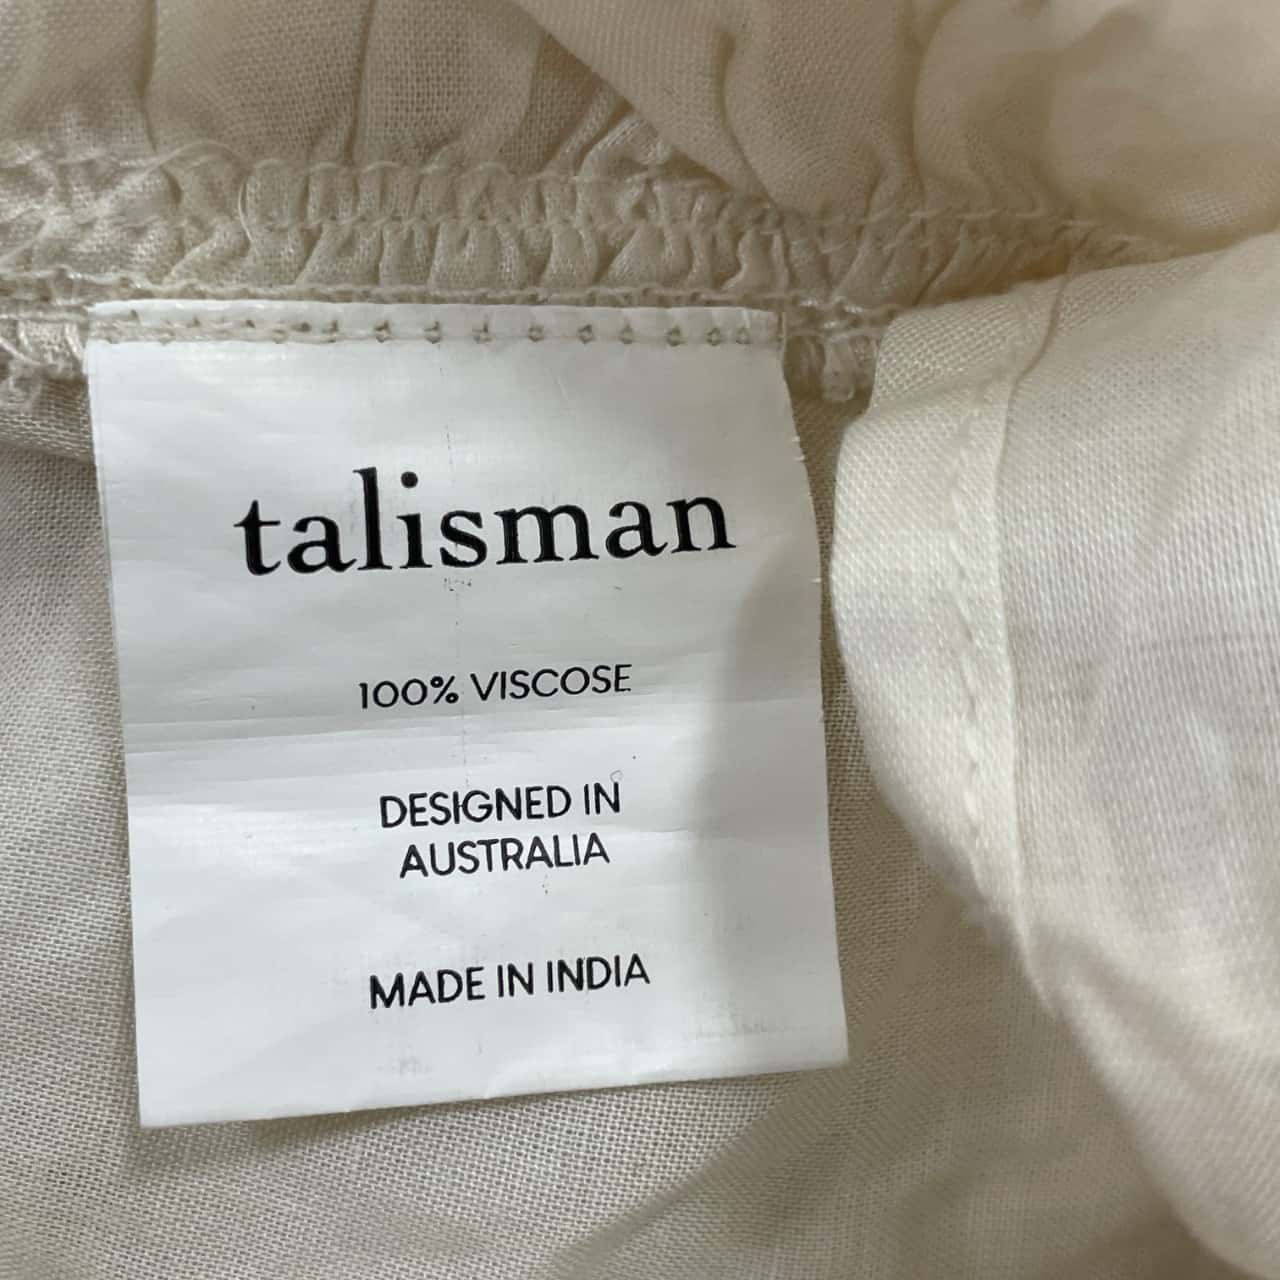 talisman
100% VISCOSE
DESIGNED IN
AUSTRALIA
MADE IN INDIA